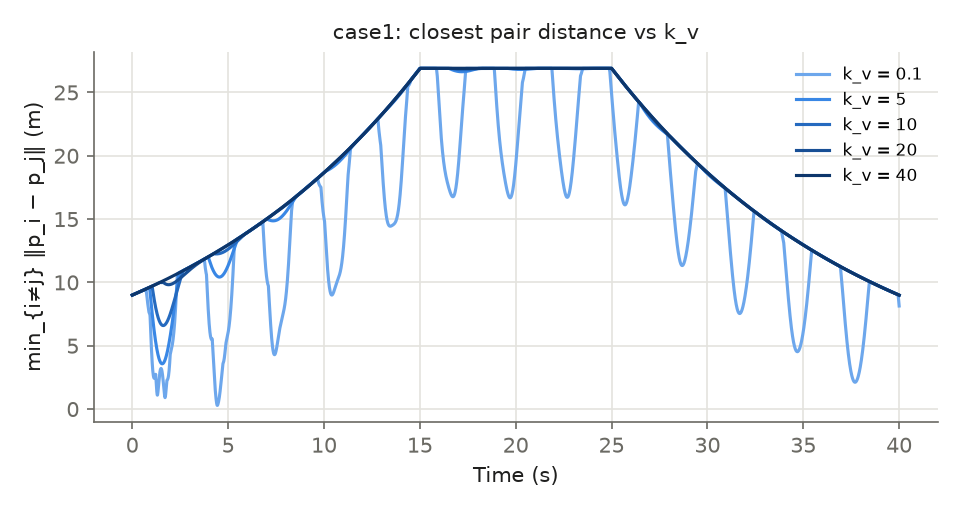 case1: closest pair distance vs k_v
min_{i≠j} ‖p_i − p_j‖ (m)
25
20
15
10
5
0
k_v = 0.1
k_v = 5
k_v = 10
k_v = 20
k_v = 40
0 5 10 15 20 25 30 35 40
Time (s)